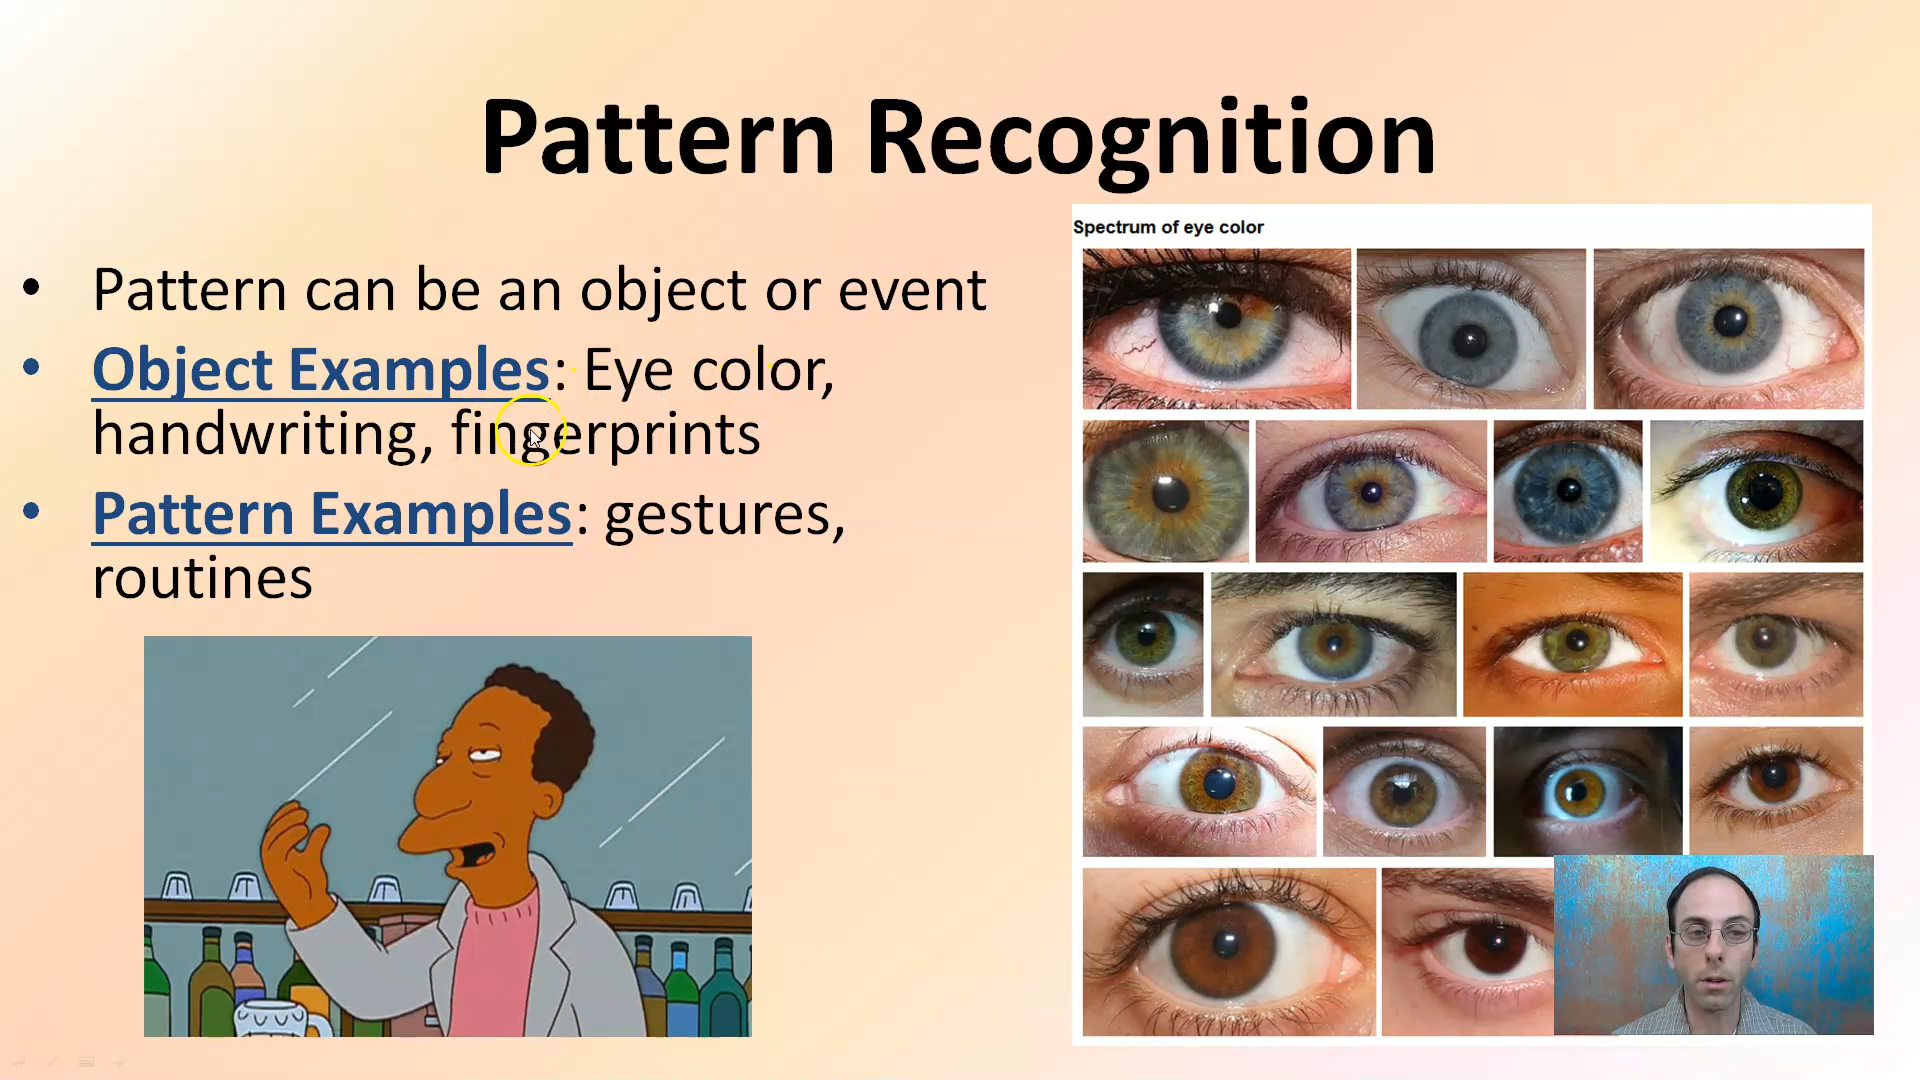 Pattern Recognition
• Pattern can be an object or event
• Object Examples: Eye color,
handwriting, fingerprints
• Pattern Examples: gestures,
routines
Spectrum of eye color